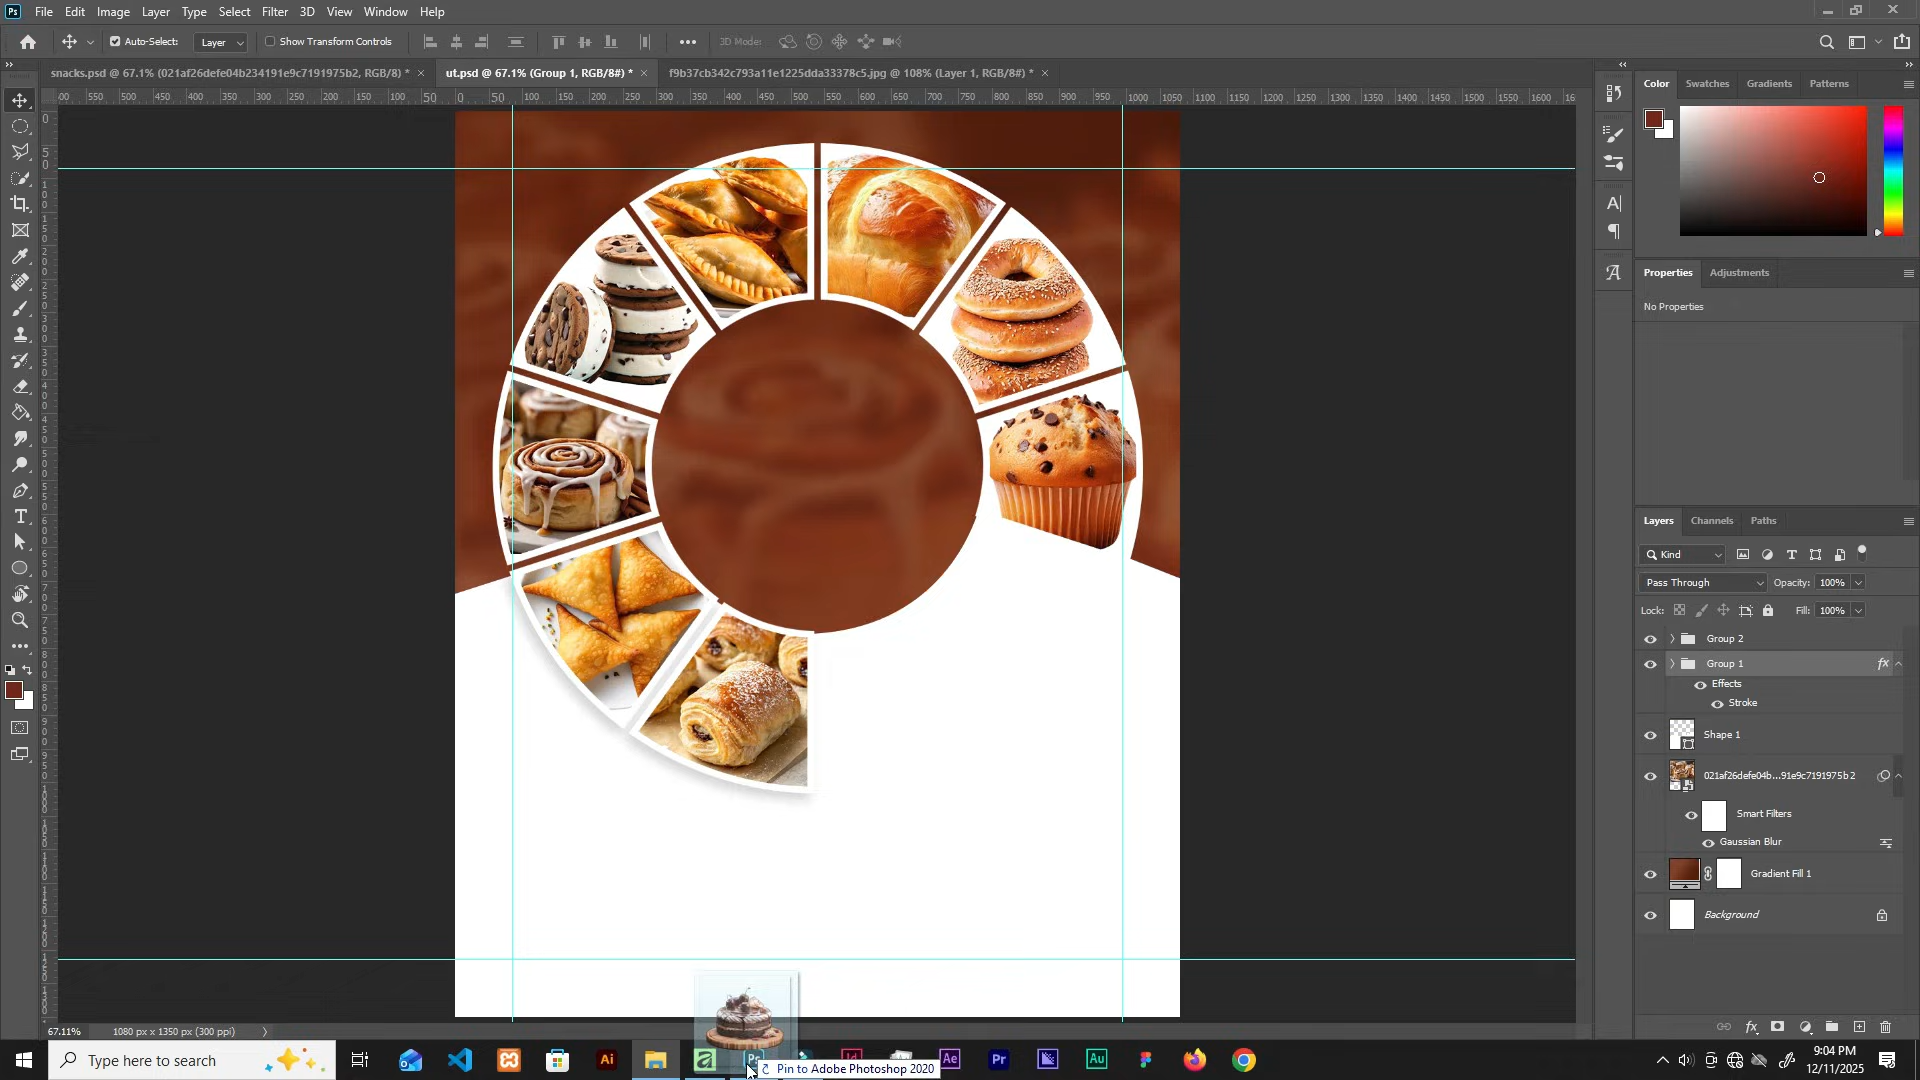 File Edit Image Layer Type Select Filter 3D View Window Help
Auto-Select: Layer Show Transform Controls 3D Mode:
snacks.psd @ 67.1% (021af26defe04b234191e9c7191975b2, RGB/8) * ut.psd @ 67.1% (Group 1, RGB/8#) * f9b37cb342c793a11e1225dda33378c5.jpg @ 108% (Layer 1, RGB/8#) *
Color Swatches Gradients Patterns
Properties Adjustments
No Properties
Layers Channels Paths
Kind
Pass Through Opacity: 100%
Lock: Fill: 100%
Group 2
Group 1 fx
Effects
Stroke
Shape 1
021af26defe04b...91e9c7191975b2
Smart Filters
Gaussian Blur
Gradient Fill 1
Background
67.11% 1080 px x 1350 px (300 ppi)
Type here to search
Pin to Adobe Photoshop 2020
9:04 PM
12/11/2025